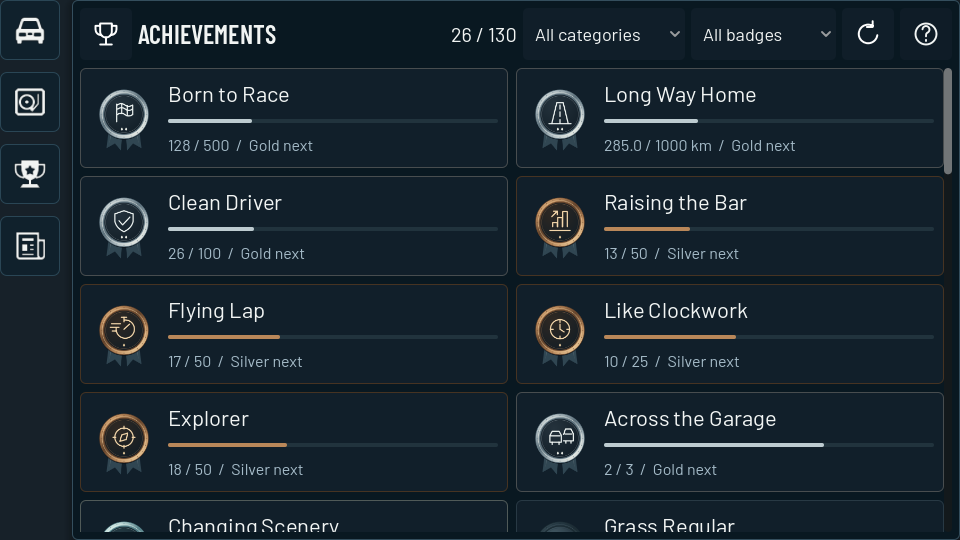 ACHIEVEMENTS
26 / 130
All categories
All badges
Born to Race
128 / 500 / Gold next
Long Way Home
285.0 / 1000 km / Gold next
Clean Driver
26 / 100 / Gold next
Raising the Bar
13 / 50 / Silver next
Flying Lap
17 / 50 / Silver next
Like Clockwork
10 / 25 / Silver next
Explorer
18 / 50 / Silver next
Across the Garage
2 / 3 / Gold next
Changing Scenery
Grass Regular